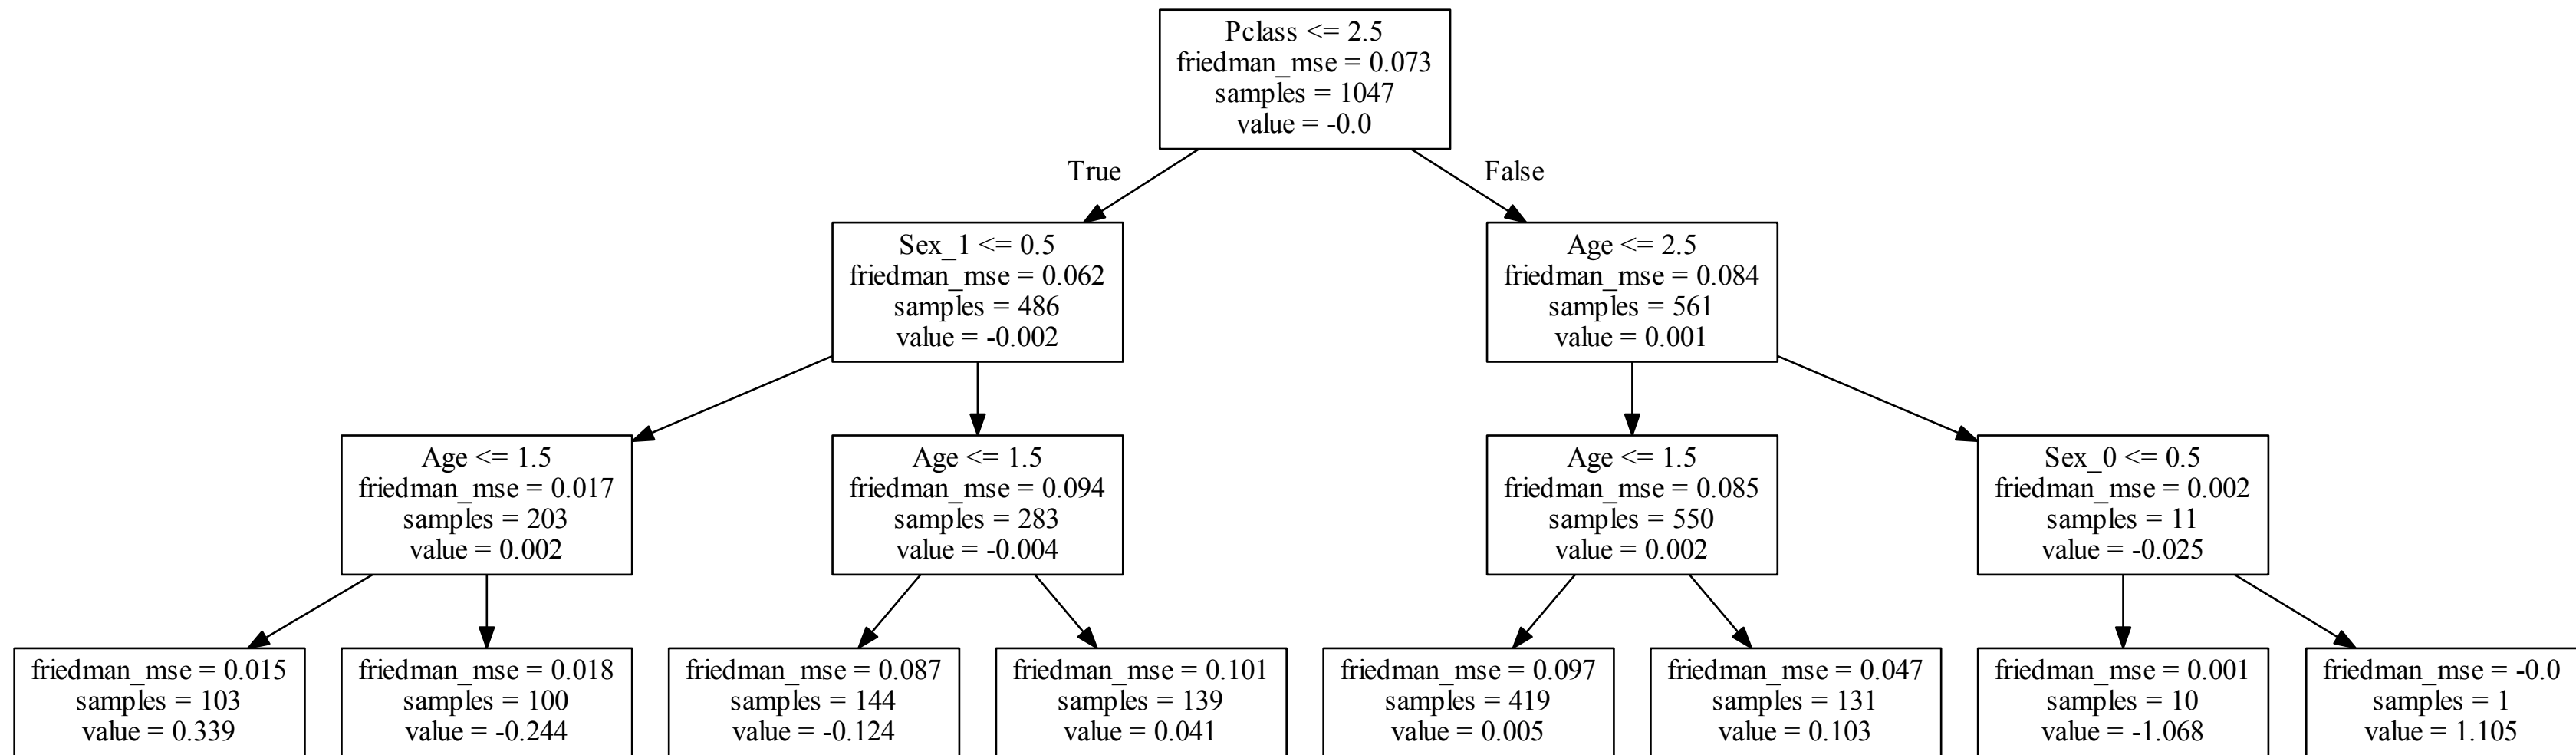 Pclass <= 2.5
friedman_mse = 0.073
samples = 1047
value = -0.0
True
False
Sex_1 <= 0.5
friedman_mse = 0.062
samples = 486
value = -0.002
Age <= 2.5
friedman_mse = 0.084
samples = 561
value = 0.001
Age <= 1.5
friedman_mse = 0.017
samples = 203
value = 0.002
Age <= 1.5
friedman_mse = 0.094
samples = 283
value = -0.004
Age <= 1.5
friedman_mse = 0.085
samples = 550
value = 0.002
Sex_0 <= 0.5
friedman_mse = 0.002
samples = 11
value = -0.025
friedman_mse = 0.015
samples = 103
value = 0.339
friedman_mse = 0.018
samples = 100
value = -0.244
friedman_mse = 0.087
samples = 144
value = -0.124
friedman_mse = 0.101
samples = 139
value = 0.041
friedman_mse = 0.097
samples = 419
value = 0.005
friedman_mse = 0.047
samples = 131
value = 0.103
friedman_mse = 0.001
samples = 10
value = -1.068
friedman_mse = -0.0
samples = 1
value = 1.105